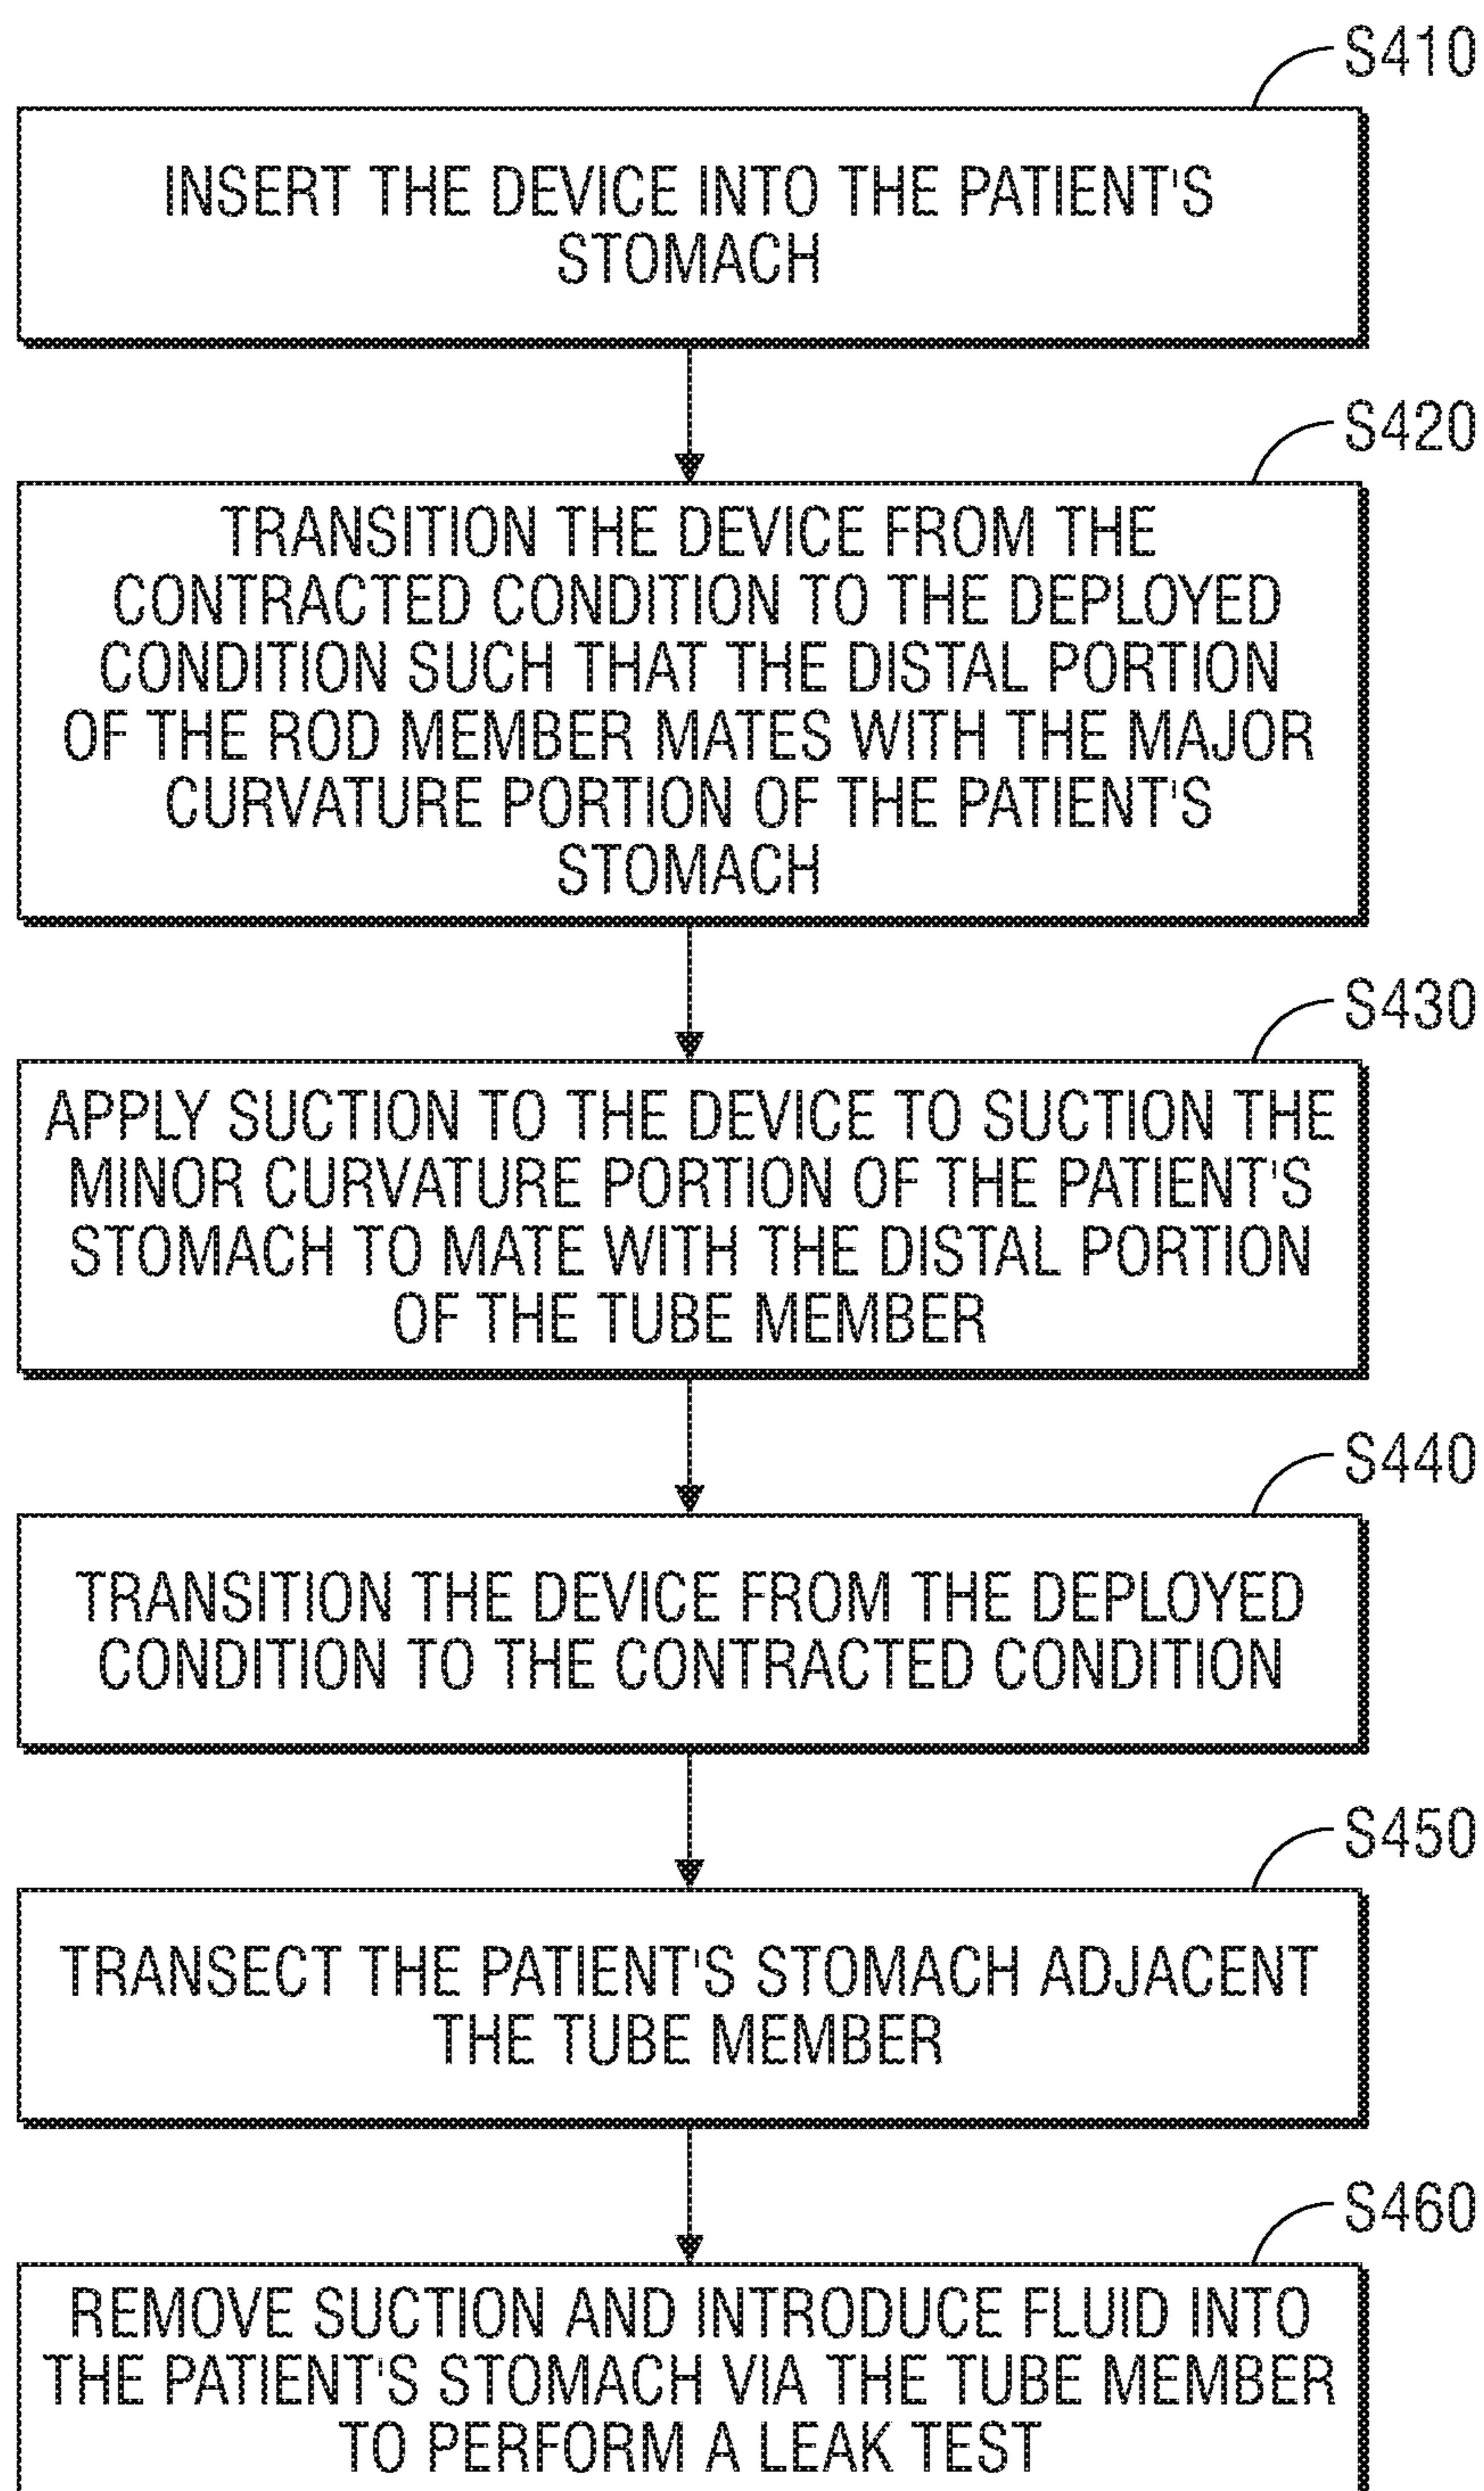 S410
INSERT THE DEVICE INTO THE PATIENT'S
STOMACH
S420
TRANSITION THE DEVICE FROM THE
CONTRACTED CONDITION TO THE DEPLOYED
CONDITION SUCH THAT THE DISTAL PORTION
OF THE ROD MEMBER MATES WITH THE MAJOR
CURVATURE PORTION OF THE PATIENT'S
STOMACH
S430
APPLY SUCTION TO THE DEVICE TO SUCTION THE
MINOR CURVATURE PORTION OF THE PATIENT'S
STOMACH TO MATE WITH THE DISTAL PORTION
OF THE TUBE MEMBER
S440
TRANSITION THE DEVICE FROM THE DEPLOYED
CONDITION TO THE CONTRACTED CONDITION
S450
TRANSECT THE PATIENT'S STOMACH ADJACENT
THE TUBE MEMBER
S460
REMOVE SUCTION AND INTRODUCE FLUID INTO
THE PATIENT'S STOMACH VIA THE TUBE MEMBER
TO PERFORM A LEAK TEST